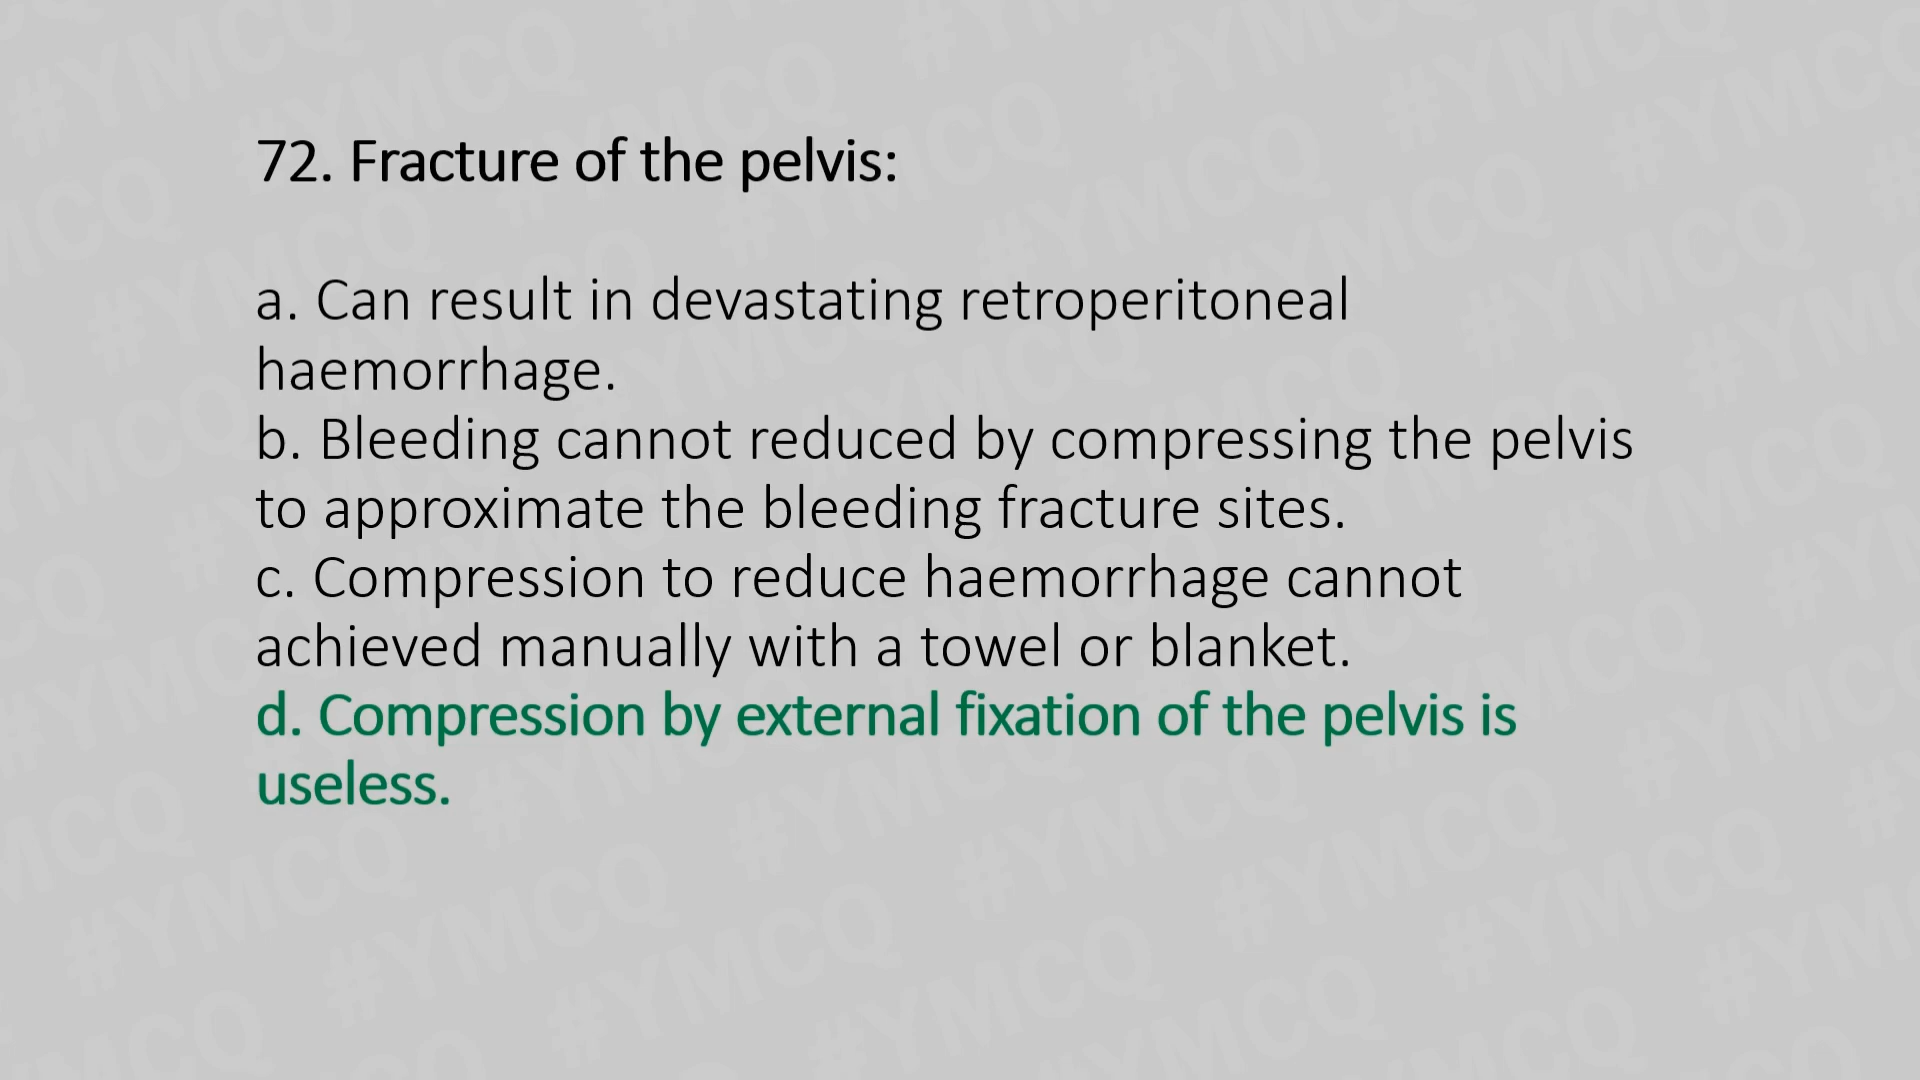 72. Fracture of the pelvis:
a. Can result in devastating retroperitoneal
haemorrhage.
b. Bleeding cannot reduced by compressing the pelvis
to approximate the bleeding fracture sites.
c. Compression to reduce haemorrhage cannot
achieved manually with a towel or blanket.
d. Compression by external fixation of the pelvis is
useless.
#YMCQ